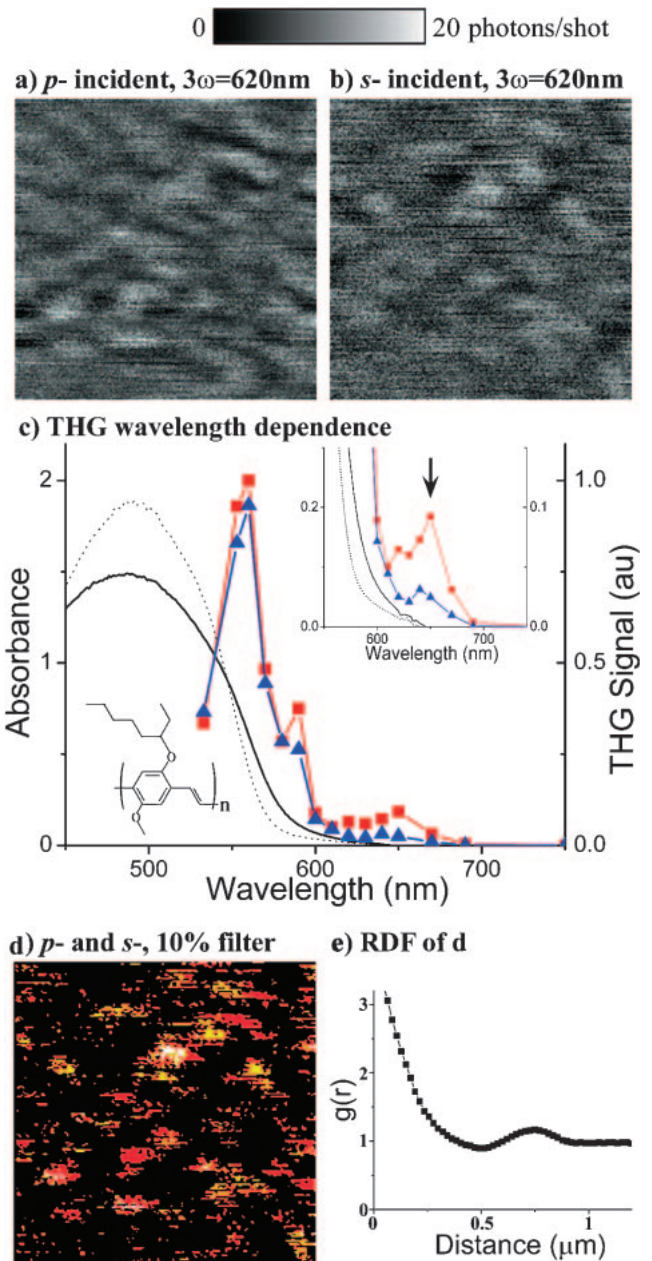 0 20 photons/shot
a) p- incident, 3ω=620nm b) s- incident, 3ω=620nm
c) THG wavelength dependence
2
1
0
Absorbance
500 600 700
Wavelength (nm)
1.0
0.5
0.0
THG Signal (au)
0.2
0.0
0.1
0.0
600 700
Wavelength (nm)
O
O
n
d) p- and s-, 10% filter e) RDF of d
3
2
1
0
g(r)
0 0.5 1
Distance (μm)